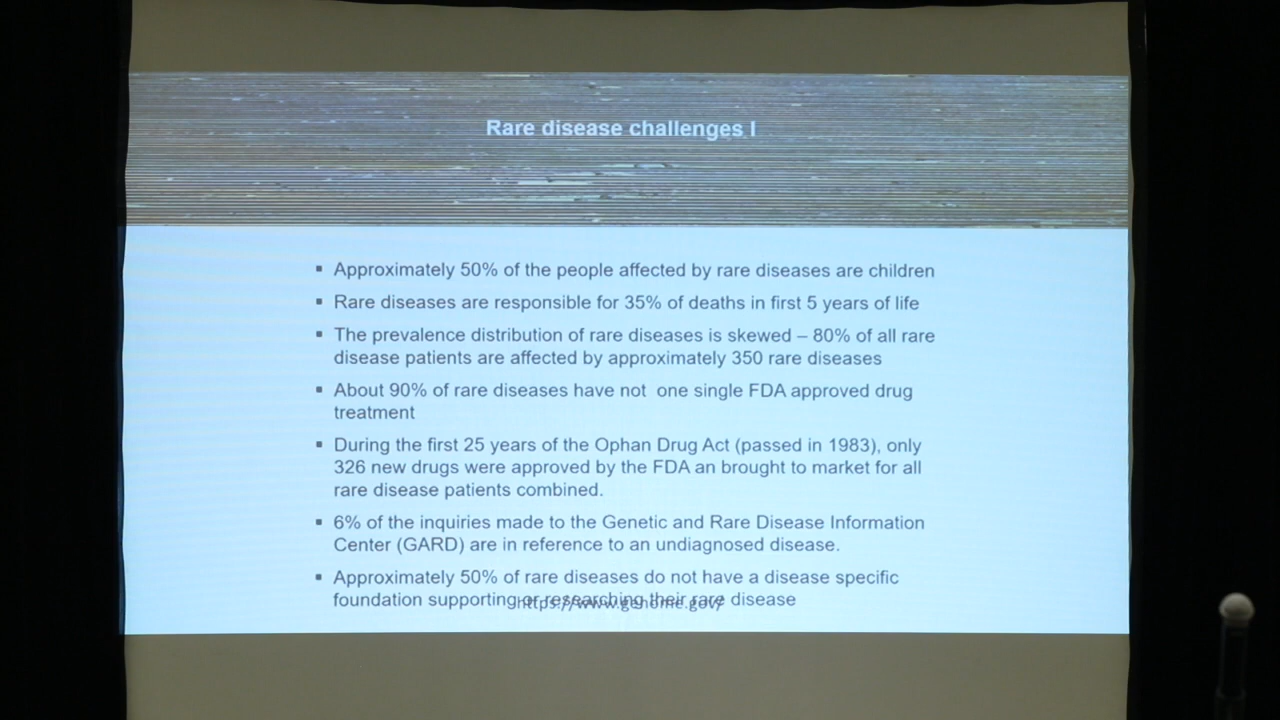 Rare disease challenges I
▪ Approximately 50% of the people affected by rare diseases are children
▪ Rare diseases are responsible for 35% of deaths in first 5 years of life
▪ The prevalence distribution of rare diseases is skewed – 80% of all rare
disease patients are affected by approximately 350 rare diseases
▪ About 90% of rare diseases have not  one single FDA approved drug
treatment
▪ During the first 25 years of the Ophan Drug Act (passed in 1983), only
326 new drugs were approved by the FDA an brought to market for all
rare disease patients combined.
▪ 6% of the inquiries made to the Genetic and Rare Disease Information
Center (GARD) are in reference to an undiagnosed disease.
▪ Approximately 50% of rare diseases do not have a disease specific
foundation supporting or researching their rare disease
https://www.genome.gov/